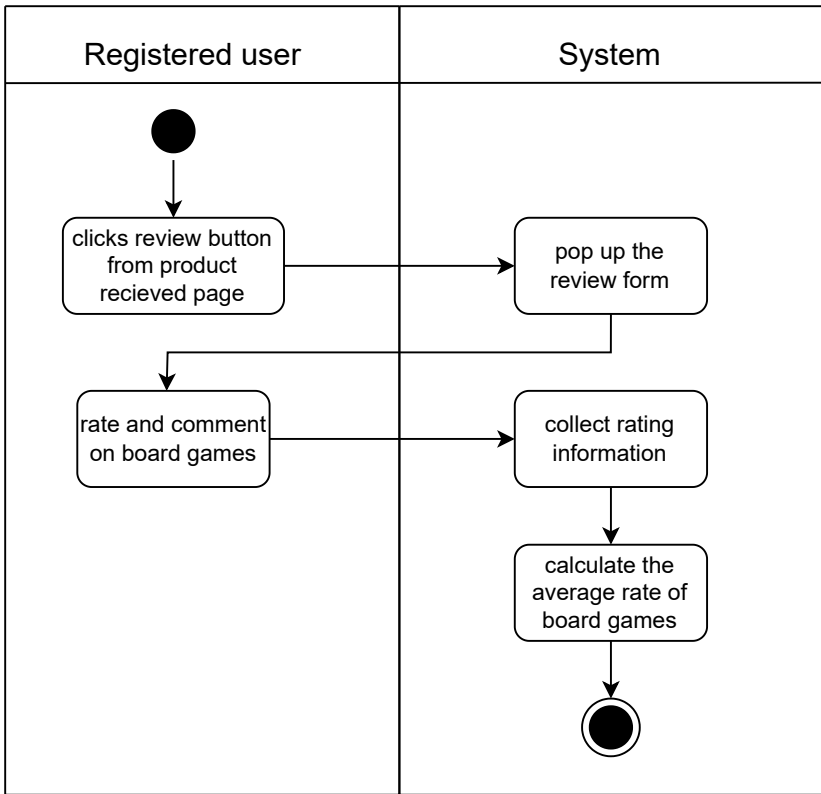 Registered user
System
clicks review button
from product
recieved page
pop up the
review form
rate and comment
on board games
collect rating
information
calculate the
average rate of
board games